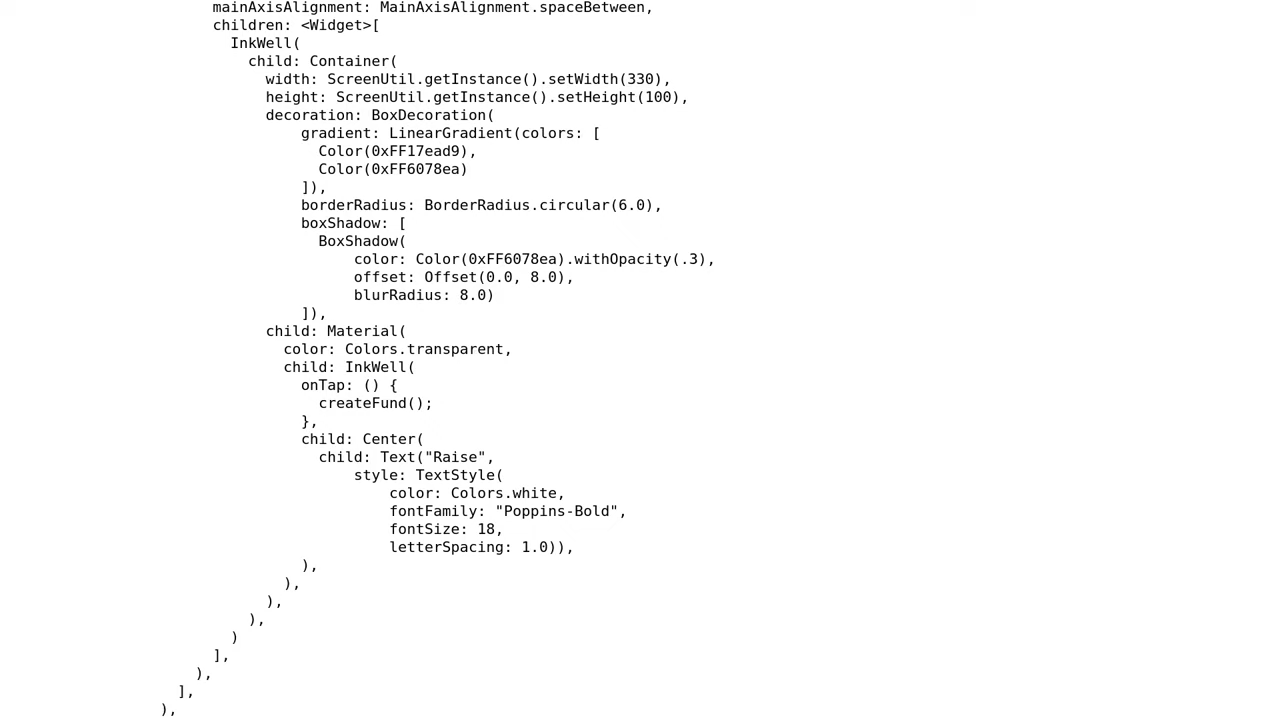 mainAxisAlignment: MainAxisAlignment.spaceBetween,
children: <Widget>[
InkWell(
child: Container(
width: ScreenUtil.getInstance().setWidth(330),
height: ScreenUtil.getInstance().setHeight(100),
decoration: BoxDecoration(
gradient: LinearGradient(colors: [
Color(0xFF17ead9),
Color(0xFF6078ea)
]),
borderRadius: BorderRadius.circular(6.0),
boxShadow: [
BoxShadow(
color: Color(0xFF6078ea).withOpacity(.3),
offset: Offset(0.0, 8.0),
blurRadius: 8.0)
]),
child: Material(
color: Colors.transparent,
child: InkWell(
onTap: () {
createFund();
},
child: Center(
child: Text("Raise",
style: TextStyle(
color: Colors.white,
fontFamily: "Poppins-Bold",
fontSize: 18,
letterSpacing: 1.0)),
),
),
),
),
)
],
),
],
),